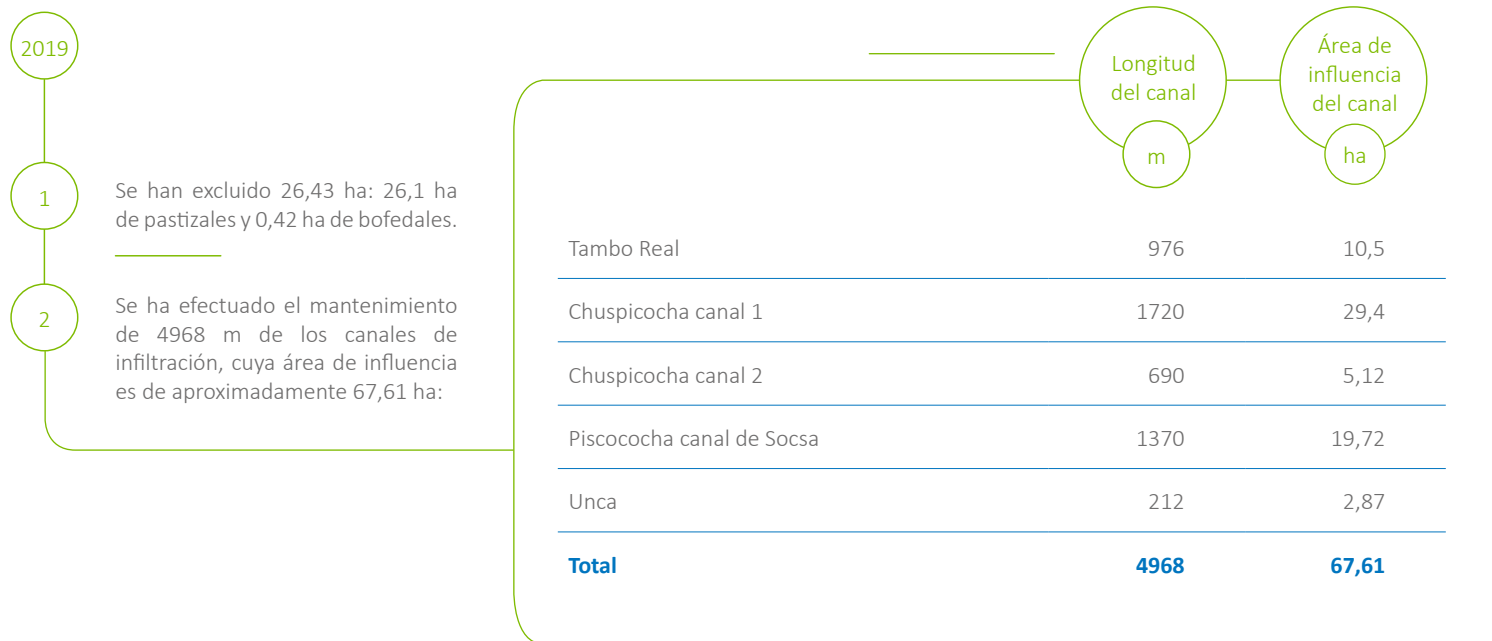 2019
1
Se han excluido 26,43 ha: 26,1 ha
de pastizales y 0,42 ha de bofedales.
2
Se ha efectuado el mantenimiento
de 4968 m de los canales de
infiltración, cuya área de influencia
es de aproximadamente 67,61 ha:
Longitud
del canal
m
Área de
influencia
del canal
ha
Tambo Real 976 10,5
Chuspicocha canal 1 1720 29,4
Chuspicocha canal 2 690 5,12
Piscococha canal de Socsa 1370 19,72
Unca 212 2,87
Total 4968 67,61